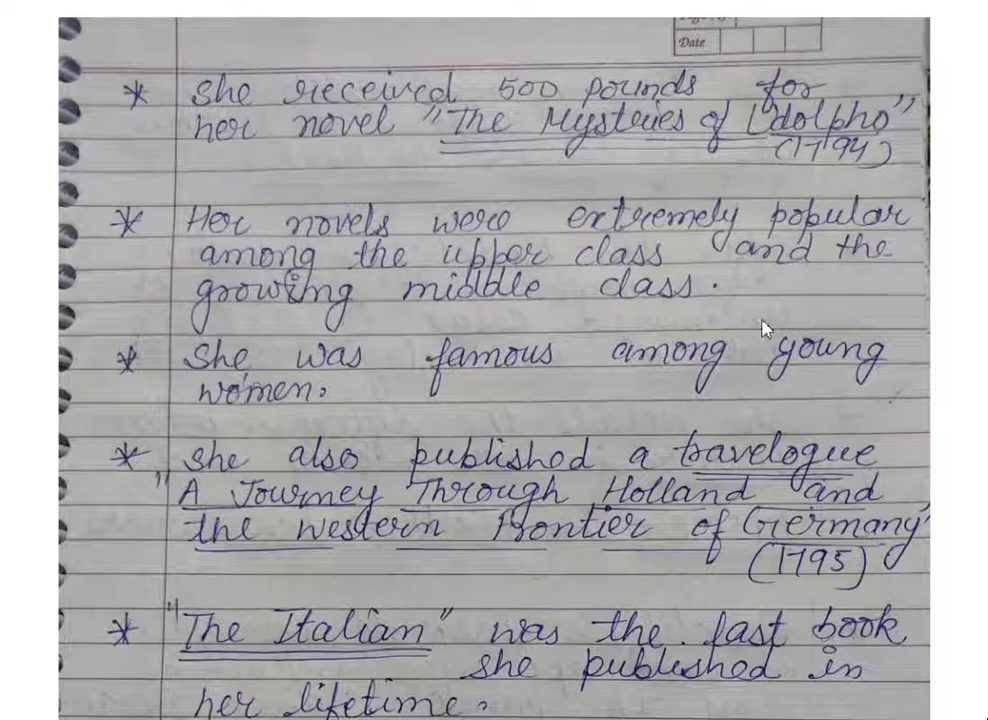 Date
* She received 500 pounds for
her novel "The Mysteries of Udolpho"
(1794)
* Her novels were extremely popular
among the upper class and the
growing middle class.
* She was famous among young
women.
* She also published a travelogue
"A Journey Through Holland and
the western Frontier of Germany"
(1795)
* "The Italian" was the last book
she published in
her lifetime.